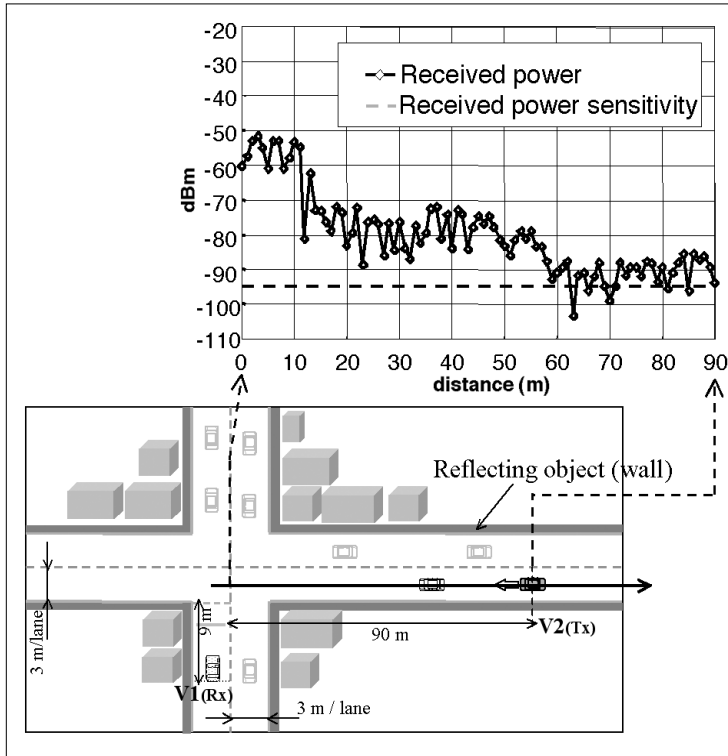 -20
-30
-40
-50
-60
-70
-80
-90
-100
-110
dBm
Received power
Received power sensitivity
0 10 20 30 40 50 60 70 80 90
distance (m)
Reflecting object (wall)
3 m/lane
9 m
90 m
V2(Tx)
V1(Rx)
3 m / lane